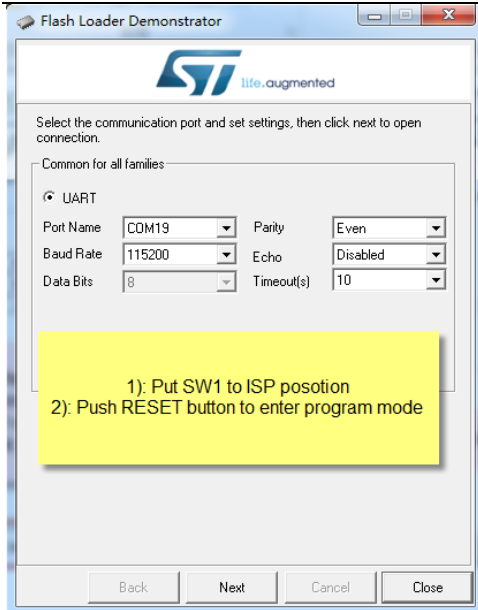 Flash Loader Demonstrator
life.augmented
Select the communication port and set settings, then click next to open
connection.
Common for all families
UART
Port Name COM19 Parity Even
Baud Rate 115200 Echo Disabled
Data Bits 8 Timeout(s) 10
1): Put SW1 to ISP posotion
2): Push RESET button to enter program mode
Back Next Cancel Close